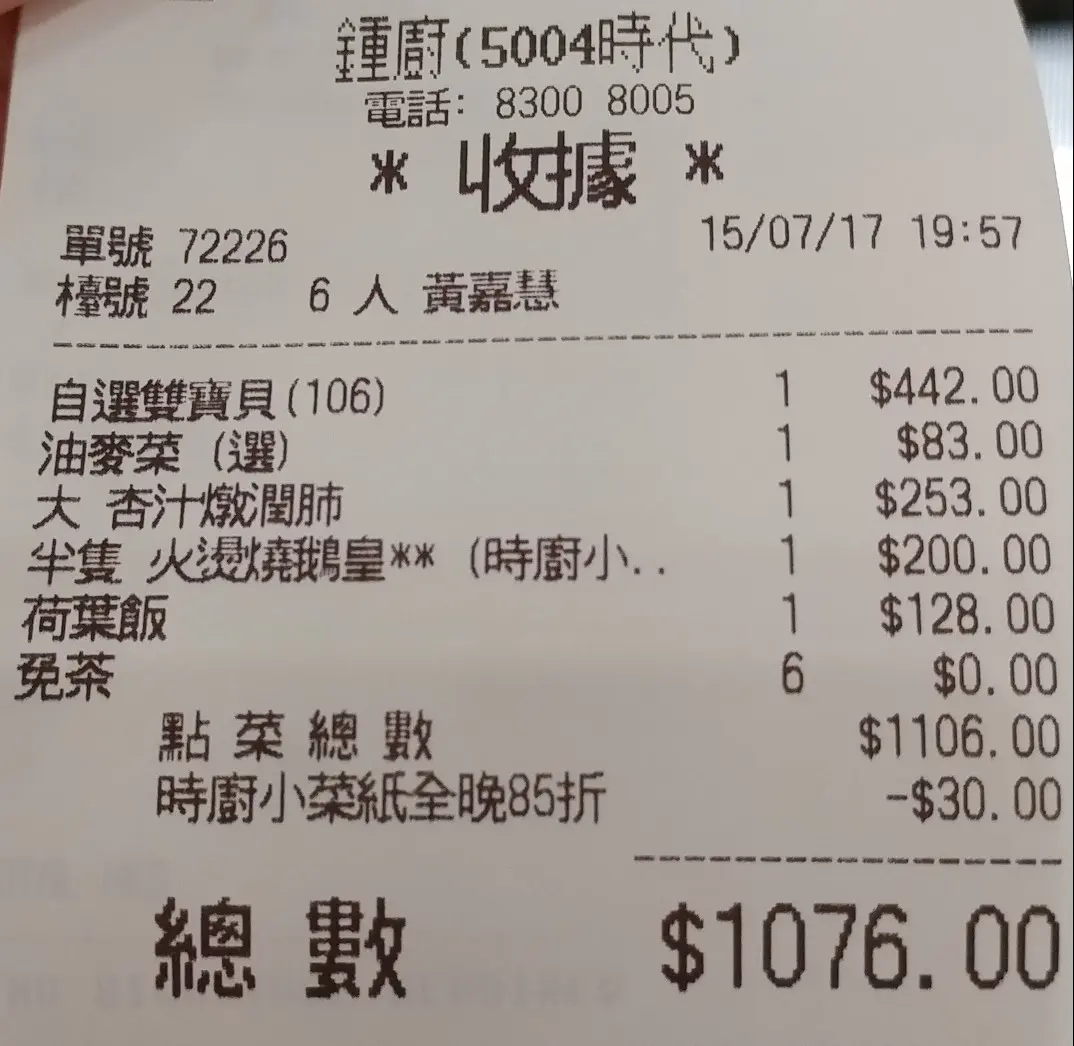 鍾廚(5004時代)
電話: 8300 8005
* 收據 *
單號 72226 15/07/17 19:57
檯號 22 6 人 黃嘉慧
自選雙寶貝(106) 1 $442.00
油麥菜 (選) 1 $83.00
大 杏汁燉潤肺 1 $253.00
半隻 火燙燒鵝皇** (時廚小.. 1 $200.00
荷葉飯 1 $128.00
免茶 6 $0.00
點 菜 總 數 $1106.00
時廚小菜紙全晚85折 -$30.00
總 數 $1076.00